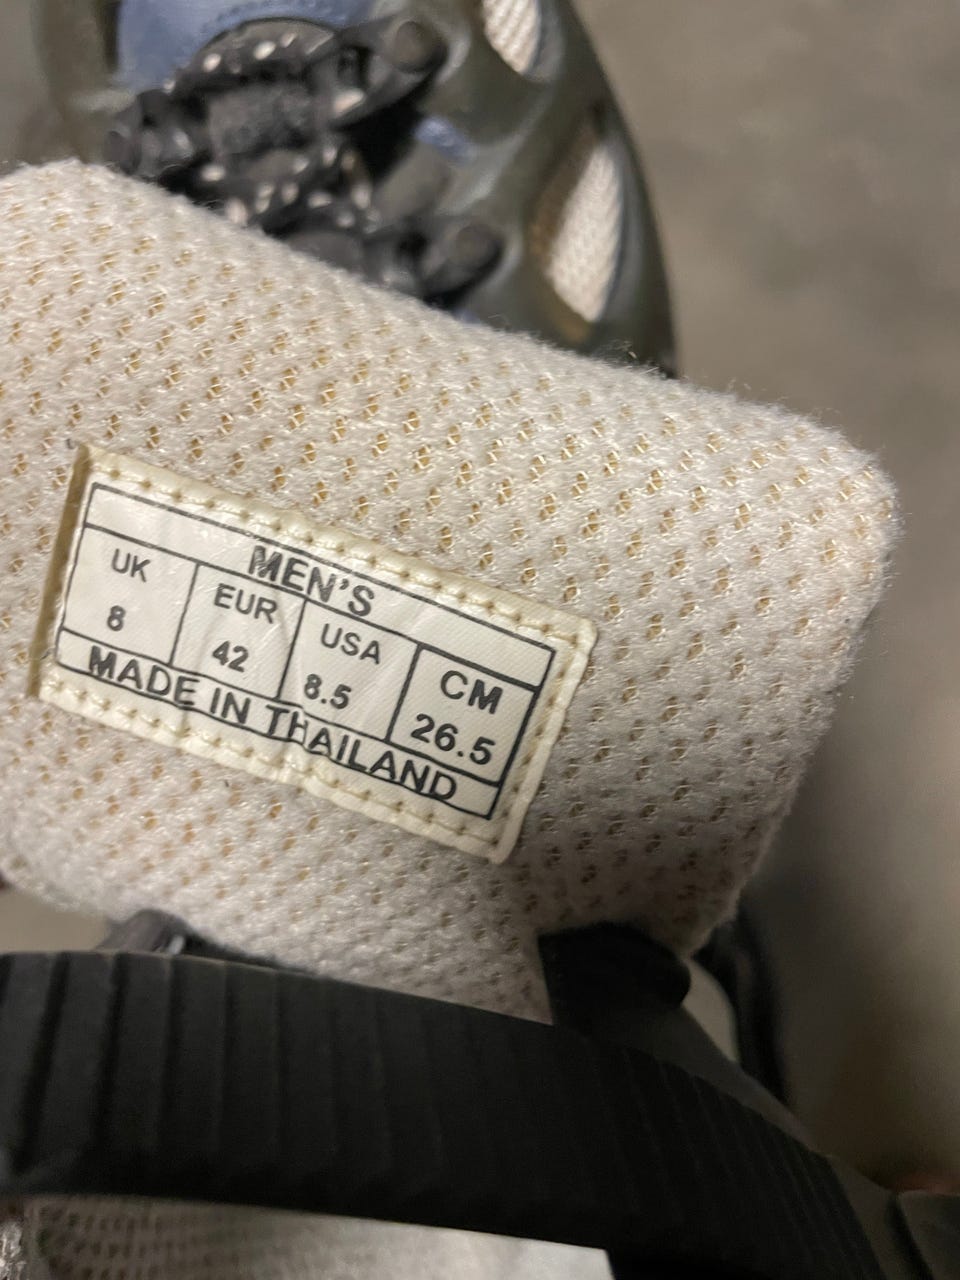 MEN'S
UK EUR USA CM
8 42 8.5 26.5
MADE IN THAILAND